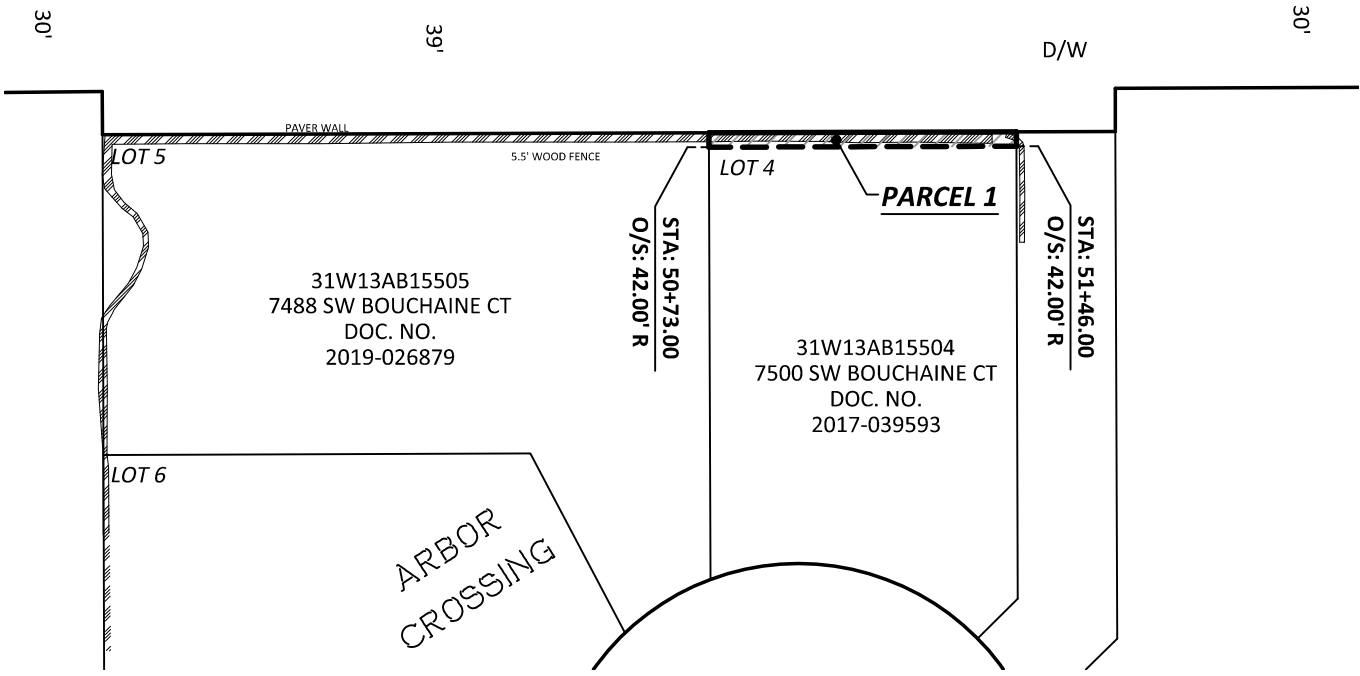 30'
39'
30'
D/W
PAVER WALL
LOT 5
5.5' WOOD FENCE
LOT 4
PARCEL 1
STA: 50+73.00
O/S: 42.00' R
STA: 51+46.00
O/S: 42.00' R
31W13AB15505
7488 SW BOUCHAINE CT
DOC. NO.
2019-026879
31W13AB15504
7500 SW BOUCHAINE CT
DOC. NO.
2017-039593
LOT 6
ARBOR
CROSSING